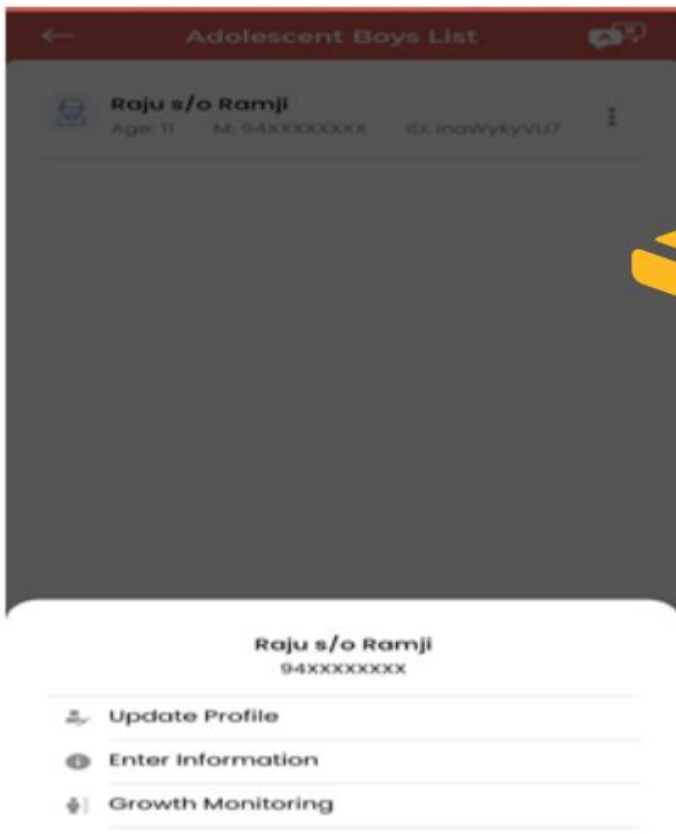 Adolescent Boys List
Raju s/o Ramji
Age: 11 M: 94XXXXXXXX ID: inaWykyVU7
Raju s/o Ramji
94XXXXXXXX
Update Profile
Enter Information
Growth Monitoring